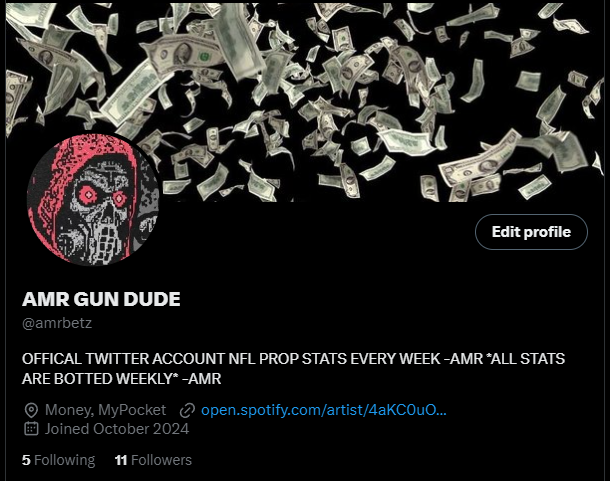 Edit profile
AMR GUN DUDE
@amrbetz
OFFICAL TWITTER ACCOUNT NFL PROP STATS EVERY WEEK -AMR *ALL STATS
ARE BOTTED WEEKLY* -AMR
Money, MyPocket open.spotify.com/artist/4aKC0uO...
Joined October 2024
5 Following 11 Followers